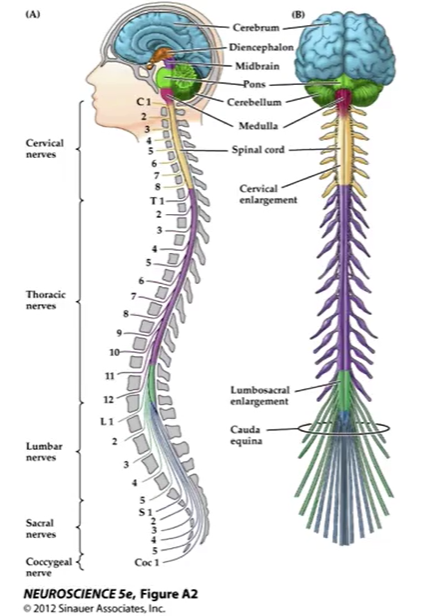 (A)
(B)
Cerebrum
Diencephalon
Midbrain
Pons
Cerebellum
Medulla
Spinal cord
Cervical
enlargement
Lumbosacral
enlargement
Cauda
equina
Cervical
nerves
C 1
2
3
4
5
6
7
8
Thoracic
nerves
T 1
2
3
4
5
6
7
8
9
10
11
12
Lumbar
nerves
L 1
2
3
4
5
Sacral
nerves
S 1
2
3
4
5
Coccygeal
nerve
Coc 1
NEUROSCIENCE 5e, Figure A2
© 2012 Sinauer Associates, Inc.